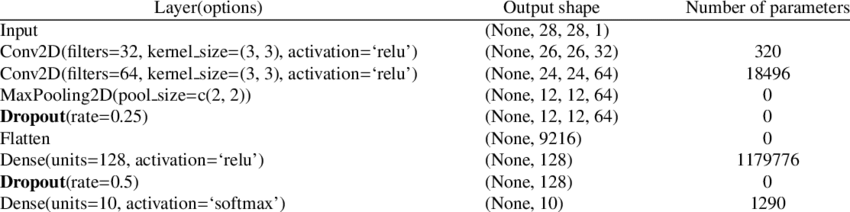 Layer(options) Output shape Number of parameters
Input (None, 28, 28, 1)
Conv2D(filters=32, kernel_size=(3, 3), activation=‘relu’) (None, 26, 26, 32) 320
Conv2D(filters=64, kernel_size=(3, 3), activation=‘relu’) (None, 24, 24, 64) 18496
MaxPooling2D(pool_size=c(2, 2)) (None, 12, 12, 64) 0
Dropout(rate=0.25) (None, 12, 12, 64) 0
Flatten (None, 9216) 0
Dense(units=128, activation=‘relu’) (None, 128) 1179776
Dropout(rate=0.5) (None, 128) 0
Dense(units=10, activation=‘softmax’) (None, 10) 1290